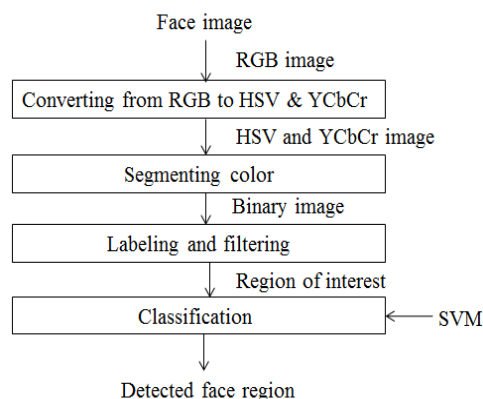 Face image
RGB image
Converting from RGB to HSV & YCbCr
HSV and YCbCr image
Segmenting color
Binary image
Labeling and filtering
Region of interest
Classification
SVM
Detected face region